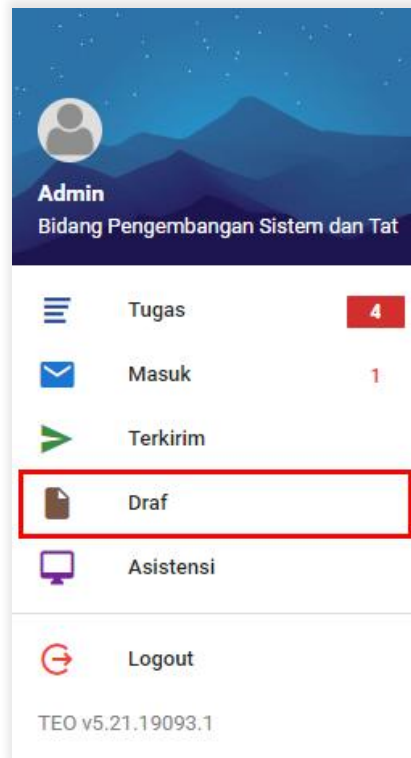 Admin
Bidang Pengembangan Sistem dan Tat
Tugas 4
Masuk 1
Terkirim
Draf
Asistensi
Logout
TEO v5.21.19093.1